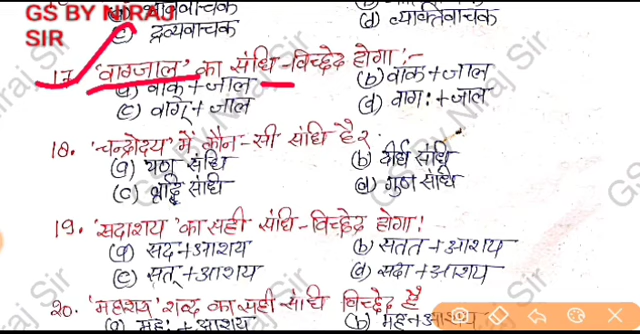 GS BY NIRAJ
SIR
(d) व्यक्तिवाचक
(c) द्रव्यवाचक
17. 'वाग्जाल' का संधि-विच्छेद होगा:-
(a) वाक् + जाल (b) वाक + जाल
(c) वाग् + जाल (d) वाग: + जाल
18. 'चन्द्रोदय' में कौन-सी संधि है?
(a) यण संधि (b) दीर्घ संधि
(c) वृद्धि संधि (d) गुण संधि
19. 'सदाशय' का सही संधि-विच्छेद होगा!
(a) सद + आशय (b) सतत + आशय
(c) सत् + आशय (d) सदा + आशय
20. 'महाशय' शब्द का सही संधि विच्छेद है
(a) मह: + आशय (b) मह + आशय